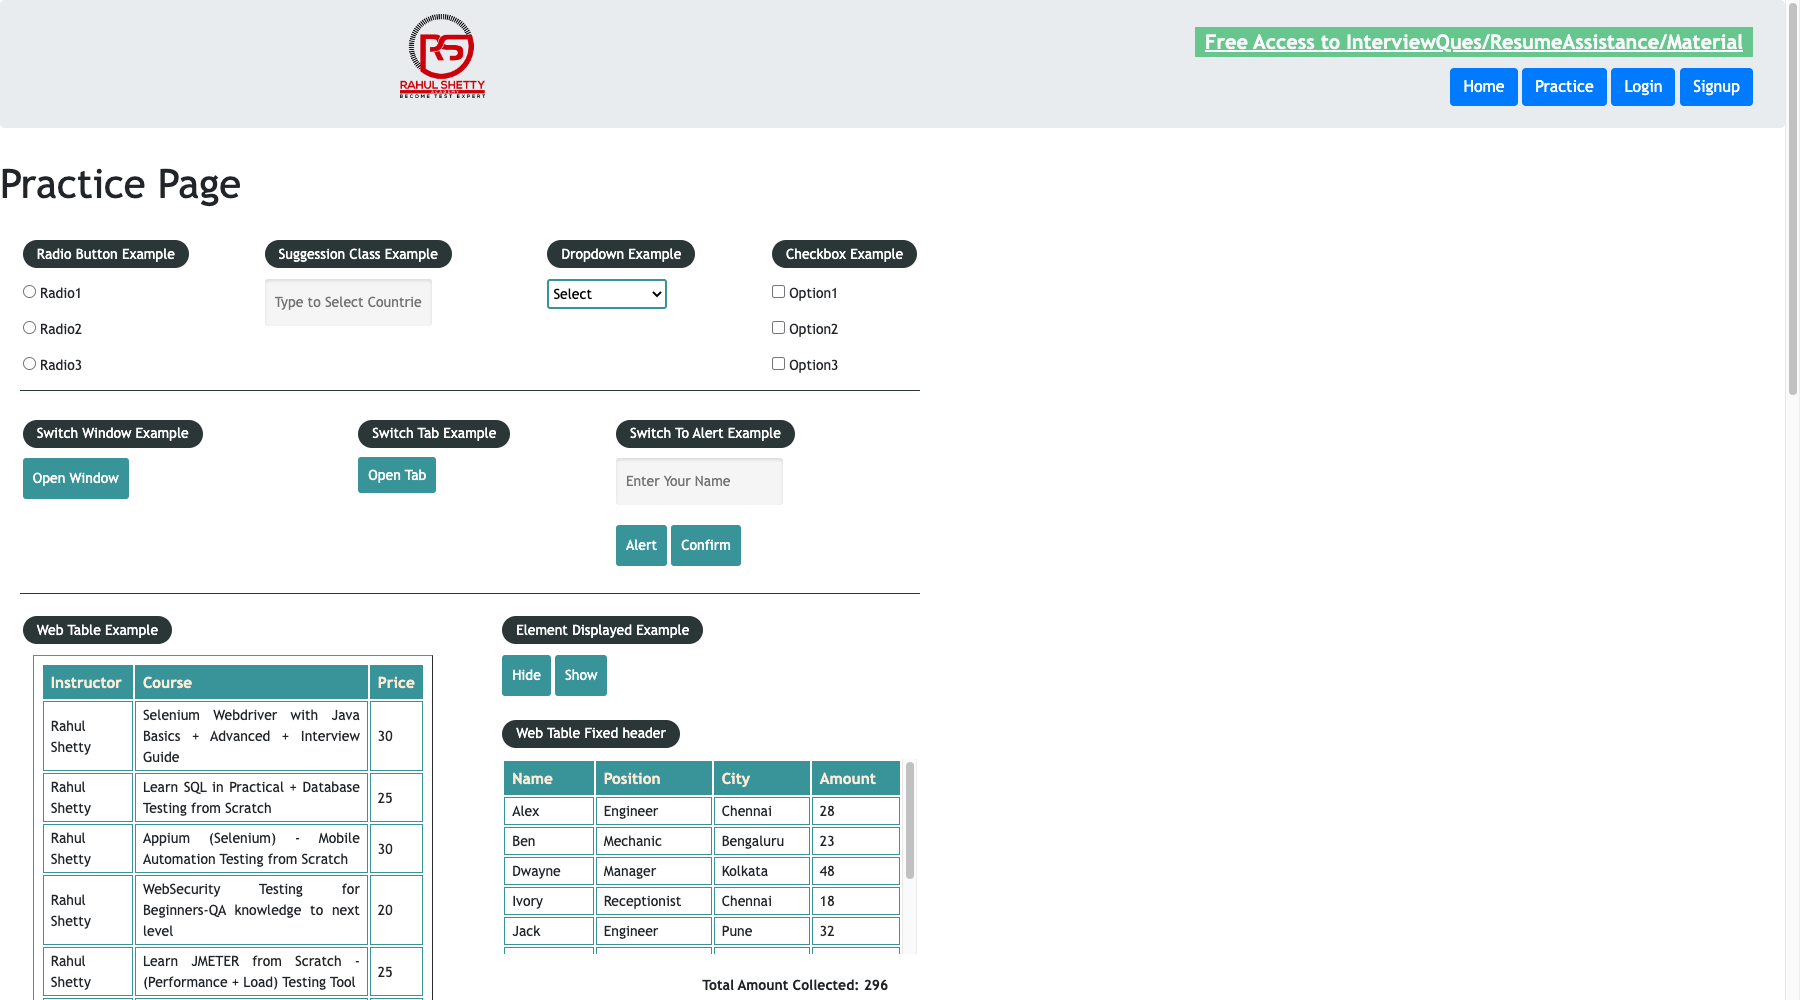 RAHUL SHETTY
ACADEMY
BECOME TEST EXPERT
Free Access to InterviewQues/ResumeAssistance/Material
Home Practice Login Signup
Practice Page
Radio Button Example
Radio1
Radio2
Radio3
Suggession Class Example
Type to Select Countrie
Dropdown Example
Select
Checkbox Example
Option1
Option2
Option3
Switch Window Example
Open Window
Switch Tab Example
Open Tab
Switch To Alert Example
Enter Your Name
Alert Confirm
Web Table Example
Instructor Course Price
Rahul Shetty Selenium Webdriver with Java Basics + Advanced + Interview Guide 30
Rahul Shetty Learn SQL in Practical + Database Testing from Scratch 25
Rahul Shetty Appium (Selenium) - Mobile Automation Testing from Scratch 30
Rahul Shetty WebSecurity Testing for Beginners-QA knowledge to next level 20
Rahul Shetty Learn JMETER from Scratch - (Performance + Load) Testing Tool 25
Element Displayed Example
Hide Show
Web Table Fixed header
Name Position City Amount
Alex Engineer Chennai 28
Ben Mechanic Bengaluru 23
Dwayne Manager Kolkata 48
Ivory Receptionist Chennai 18
Jack Engineer Pune 32
Total Amount Collected: 296